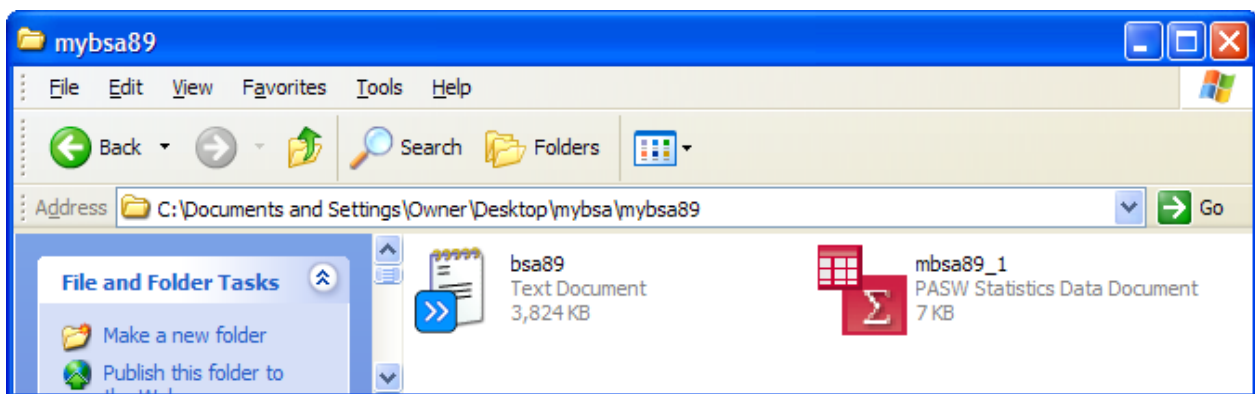 mybsa89
File Edit View Favorites Tools Help
Back Search Folders
Address C:\Documents and Settings\Owner\Desktop\mybsa\mybsa89 Go
File and Folder Tasks
Make a new folder
Publish this folder to
the Web
bsa89
Text Document
3,824 KB
mbsa89_1
PASW Statistics Data Document
7 KB